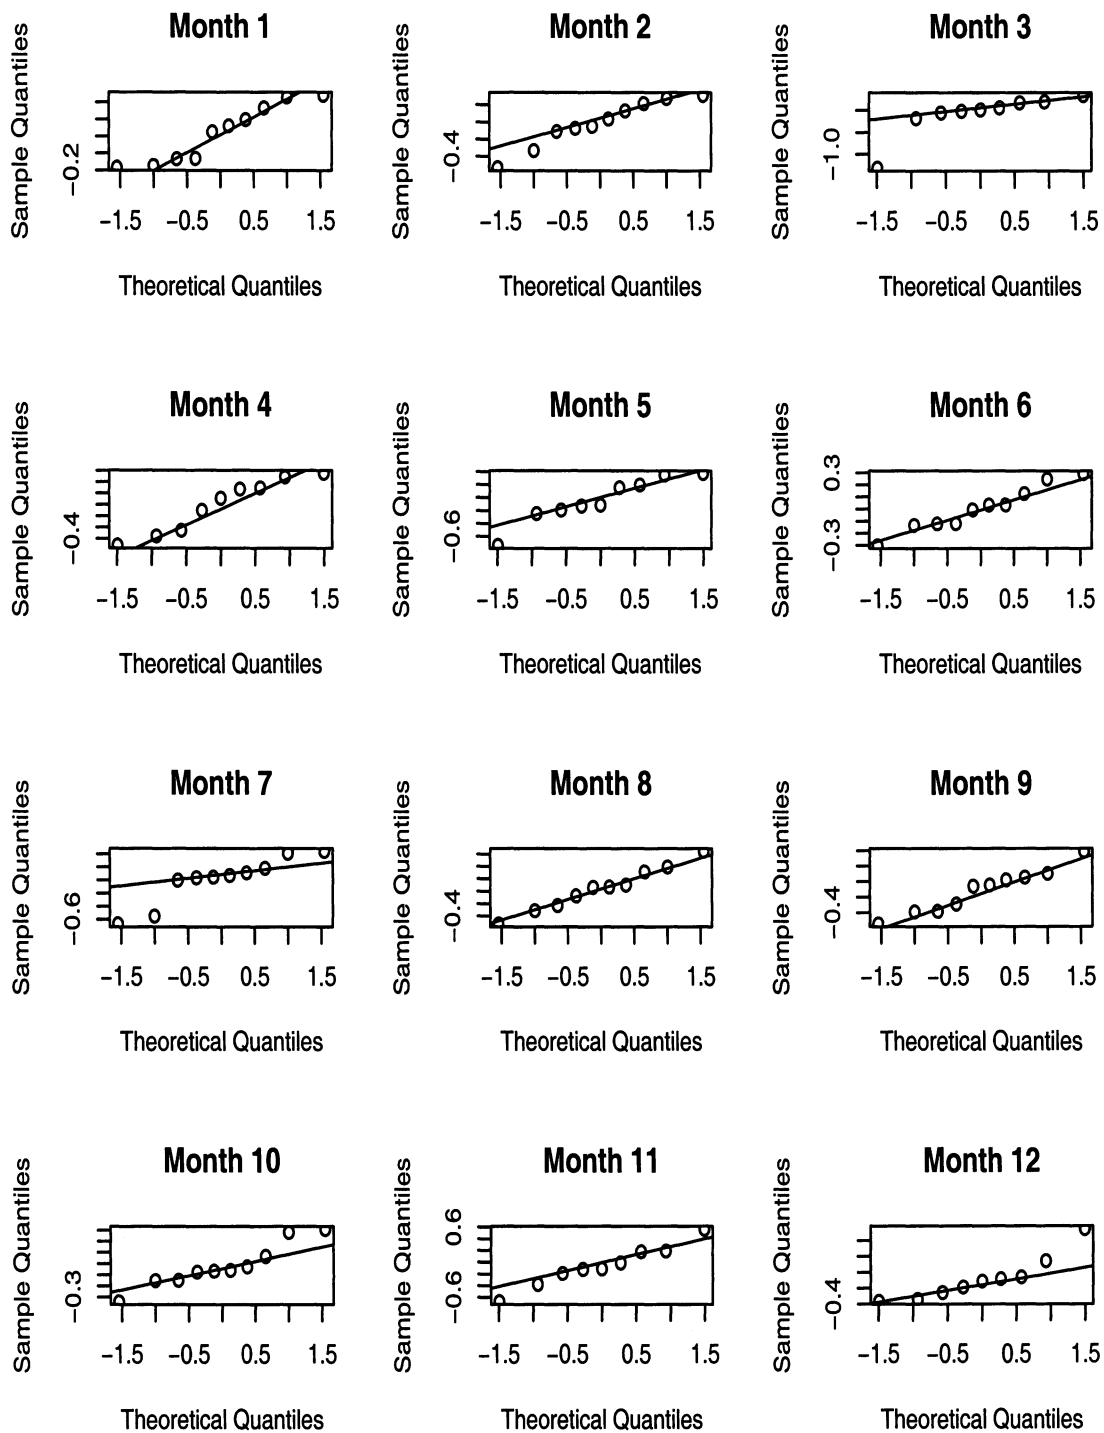 Month 1
Month 2
Month 3
Sample Quantiles
-0.2
Sample Quantiles
-0.4
Sample Quantiles
-1.0
-1.5 -0.5 0.5 1.5
-1.5 -0.5 0.5 1.5
-1.5 -0.5 0.5 1.5
Theoretical Quantiles
Theoretical Quantiles
Theoretical Quantiles
Month 4
Month 5
Month 6
Sample Quantiles
-0.4
Sample Quantiles
-0.6
Sample Quantiles
-0.3 0.3
-1.5 -0.5 0.5 1.5
-1.5 -0.5 0.5 1.5
-1.5 -0.5 0.5 1.5
Theoretical Quantiles
Theoretical Quantiles
Theoretical Quantiles
Month 7
Month 8
Month 9
Sample Quantiles
-0.6
Sample Quantiles
-0.4
Sample Quantiles
-0.4
-1.5 -0.5 0.5 1.5
-1.5 -0.5 0.5 1.5
-1.5 -0.5 0.5 1.5
Theoretical Quantiles
Theoretical Quantiles
Theoretical Quantiles
Month 10
Month 11
Month 12
Sample Quantiles
-0.3
Sample Quantiles
-0.6 0.6
Sample Quantiles
-0.4
-1.5 -0.5 0.5 1.5
-1.5 -0.5 0.5 1.5
-1.5 -0.5 0.5 1.5
Theoretical Quantiles
Theoretical Quantiles
Theoretical Quantiles